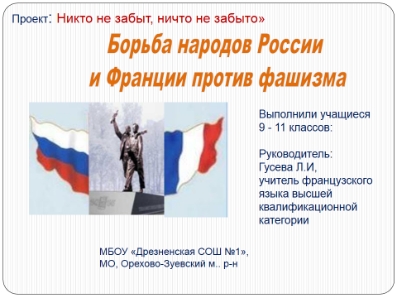 Проект: Никто не забыт, ничто не забыто»
Борьба народов России
и Франции против фашизма
Выполнили учащиеся
9 - 11 классов:
Руководитель:
Гусева Л.И,
учитель французского
языка высшей
квалификационной
категории
МБОУ «Дрезненская СОШ №1»,
МО, Орехово-Зуевский м.. р-н